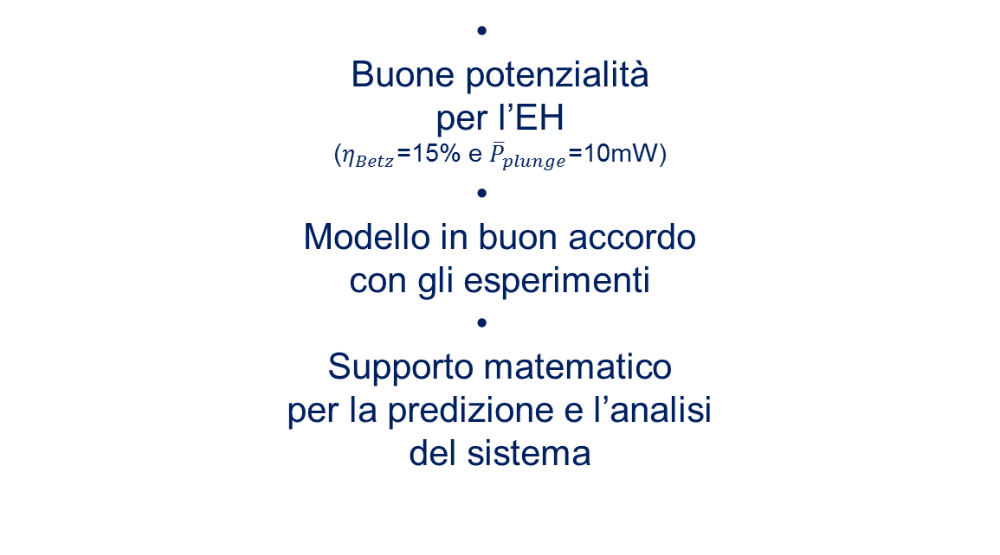 •
Buone potenzialità
per l’EH
(η_Betz=15% e P̅_plunge=10mW)
•
Modello in buon accordo
con gli esperimenti
•
Supporto matematico
per la predizione e l’analisi
del sistema